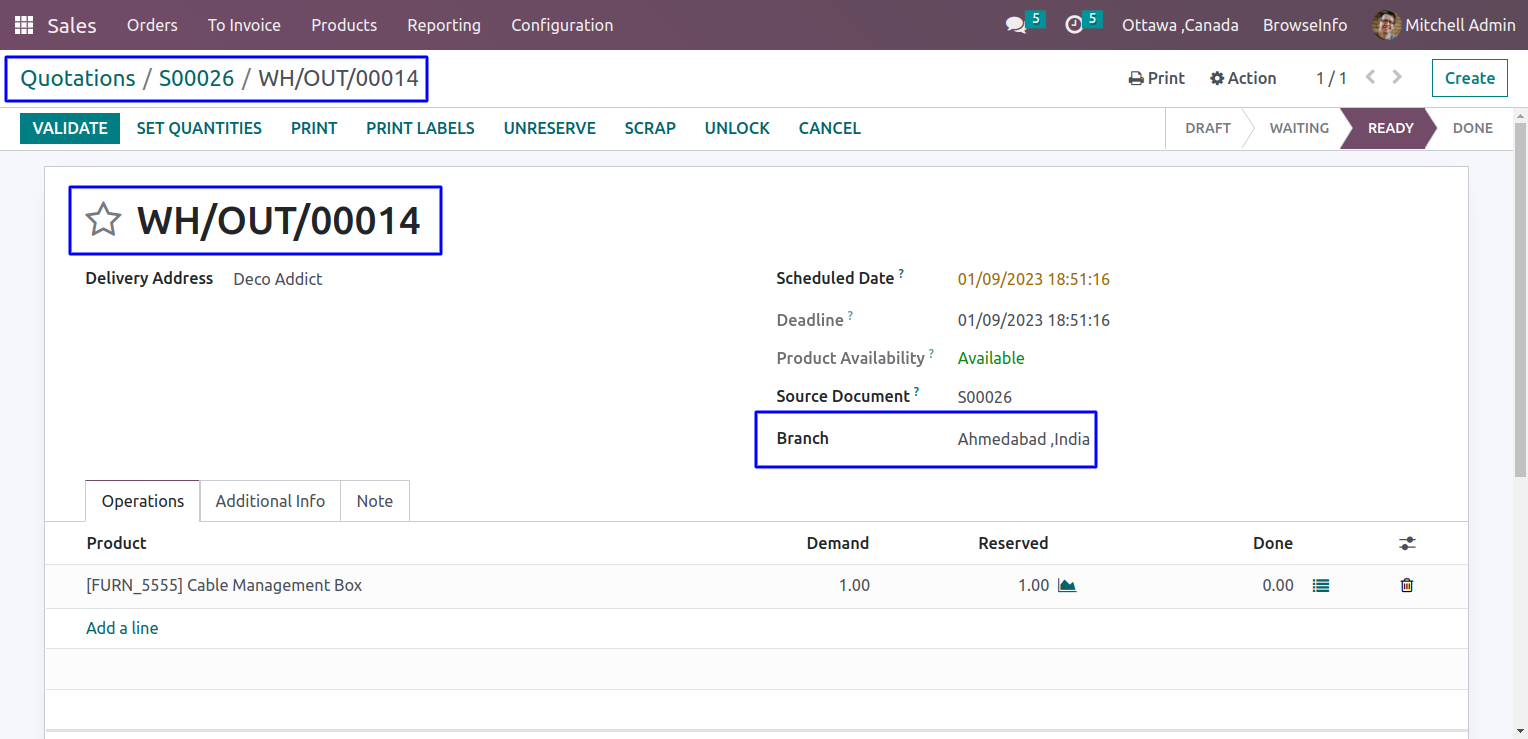 Sales Orders To Invoice Products Reporting Configuration 5 5 Ottawa ,Canada BrowseInfo Mitchell Admin
Quotations / S00026 / WH/OUT/00014 Print Action 1 / 1 Create
VALIDATE SET QUANTITIES PRINT PRINT LABELS UNRESERVE SCRAP UNLOCK CANCEL DRAFT WAITING READY DONE
WH/OUT/00014
Delivery Address Deco Addict Scheduled Date ? 01/09/2023 18:51:16
Deadline ? 01/09/2023 18:51:16
Product Availability ? Available
Source Document ? S00026
Branch Ahmedabad ,India
Operations Additional Info Note
Product Demand Reserved Done
[FURN_5555] Cable Management Box 1.00 1.00 0.00
Add a line